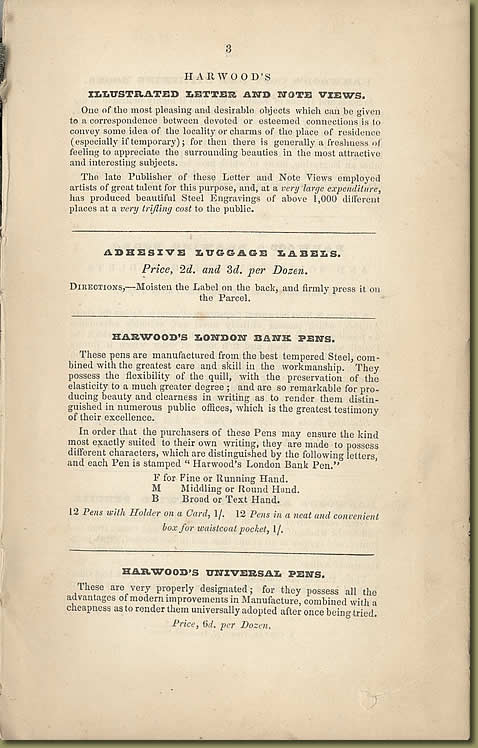 3
HARWOOD'S
ILLUSTRATED LETTER AND NOTE VIEWS.
One of the most pleasing and desirable objects which can be given
to a correspondence between devoted or esteemed connections is to
convey some idea of the locality or charms of the place of residence
(especially if temporary); for then there is generally a freshness of
feeling to appreciate the surrounding beauties in the most attractive
and interesting subjects.
The late Publisher of these Letter and Note Views employed
artists of great talent for this purpose, and, at a very large expenditure,
has produced beautiful Steel Engravings of above 1,000 different
places at a very trifling cost to the public.
ADHESIVE LUGGAGE LABELS.
Price, 2d. and 3d. per Dozen.
DIRECTIONS,—Moisten the Label on the back, and firmly press it on
the Parcel.
HARWOOD'S LONDON BANK PENS.
These pens are manufactured from the best tempered Steel, com-
bined with the greatest care and skill in the workmanship. They
possess the flexibility of the quill, with the preservation of the
elasticity to a much greater degree; and are so remarkable for pro-
ducing beauty and clearness in writing as to render them distin-
guished in numerous public offices, which is the greatest testimony
of their excellence.
In order that the purchasers of these Pens may ensure the kind
most exactly suited to their own writing, they are made to possess
different characters, which are distinguished by the following letters,
and each Pen is stamped "Harwood's London Bank Pen."
F for Fine or Running Hand.
M Middling or Round Hand.
B Broad or Text Hand.
12 Pens with Holder on a Card, 1/. 12 Pens in a neat and convenient
box for waistcoat pocket, 1/.
HARWOOD'S UNIVERSAL PENS.
These are very properly designated; for they possess all the
advantages of modern improvements in Manufacture, combined with a
cheapness as to render them universally adopted after once being tried.
Price, 6d. per Dozen.